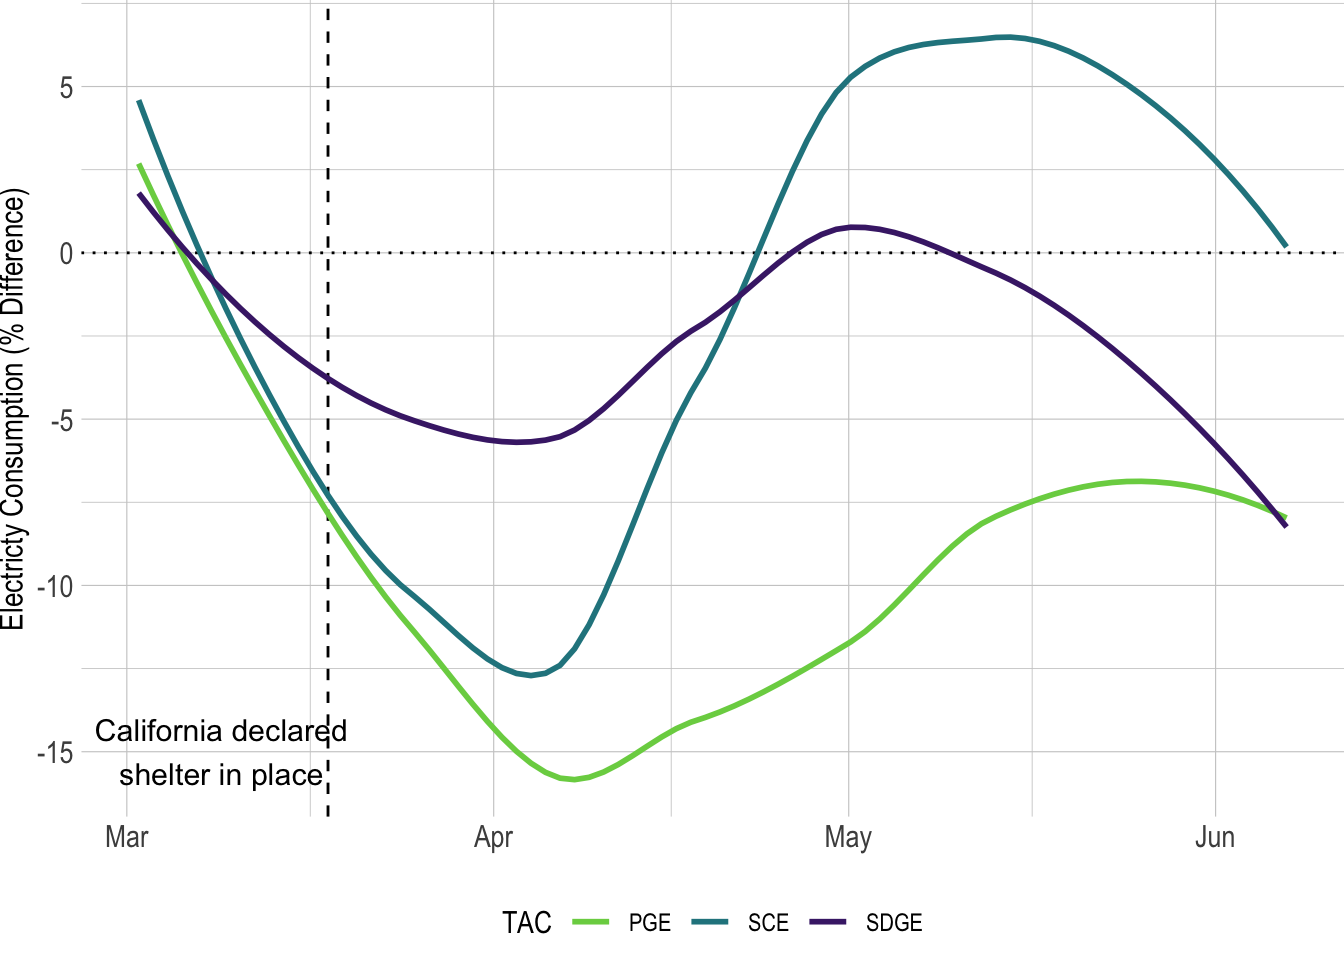 Electricty Consumption (% Difference)
5
0
-5
-10
-15
California declared
shelter in place
Mar Apr May Jun
TAC PGE SCE SDGE